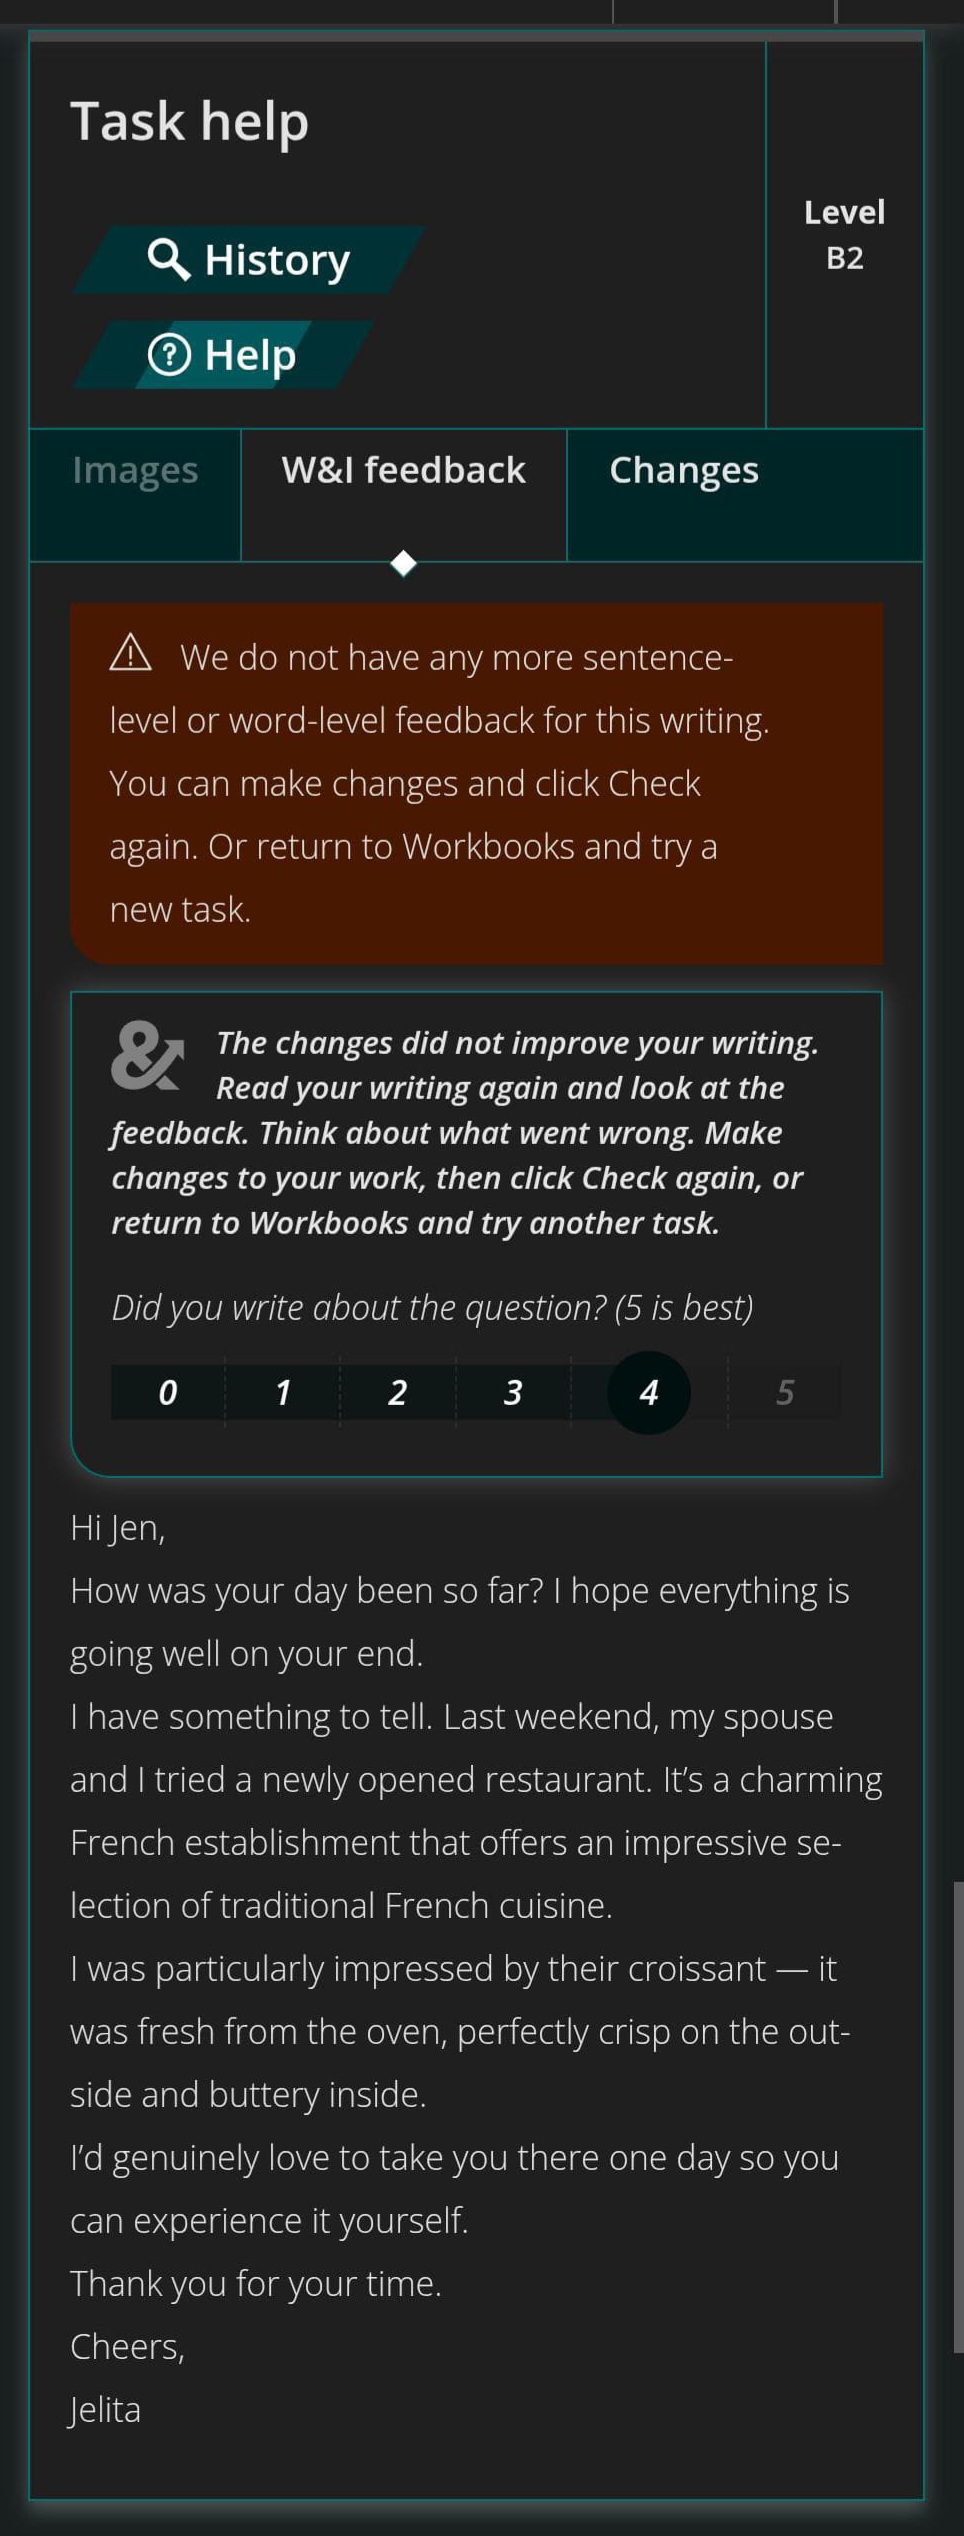 Task help
Level
B2
History
Help
Images
W&I feedback
Changes
We do not have any more sentence-
level or word-level feedback for this writing.
You can make changes and click Check
again. Or return to Workbooks and try a
new task.
The changes did not improve your writing.
Read your writing again and look at the
feedback. Think about what went wrong. Make
changes to your work, then click Check again, or
return to Workbooks and try another task.
Did you write about the question? (5 is best)
0 1 2 3 4 5
Hi Jen,
How was your day been so far? I hope everything is
going well on your end.
I have something to tell. Last weekend, my spouse
and I tried a newly opened restaurant. It’s a charming
French establishment that offers an impressive se-
lection of traditional French cuisine.
I was particularly impressed by their croissant — it
was fresh from the oven, perfectly crisp on the out-
side and buttery inside.
I’d genuinely love to take you there one day so you
can experience it yourself.
Thank you for your time.
Cheers,
Jelita